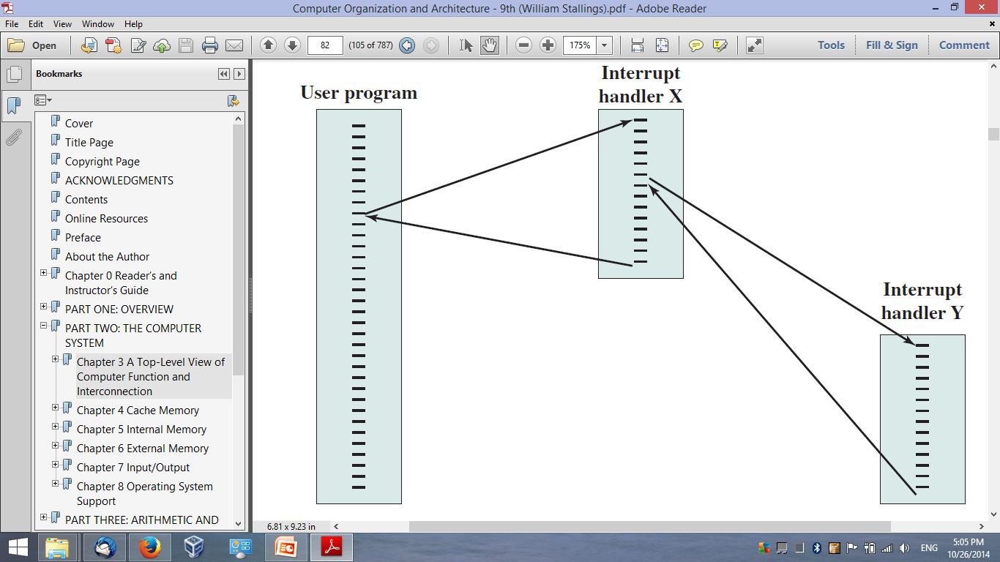 Computer Organization and Architecture - 9th (William Stallings).pdf - Adobe Reader
File Edit View Window Help
Open 82 (105 of 787) 175% Tools Fill & Sign Comment
Bookmarks
Cover
Title Page
Copyright Page
ACKNOWLEDGMENTS
Contents
Online Resources
Preface
About the Author
Chapter 0 Reader's and
Instructor's Guide
PART ONE: OVERVIEW
PART TWO: THE COMPUTER
SYSTEM
Chapter 3 A Top-Level View of
Computer Function and
Interconnection
Chapter 4 Cache Memory
Chapter 5 Internal Memory
Chapter 6 External Memory
Chapter 7 Input/Output
Chapter 8 Operating System
Support
PART THREE: ARITHMETIC AND
User program
Interrupt
handler X
Interrupt
handler Y
6.81 x 9.23 in
ENG
5:05 PM
10/26/2014